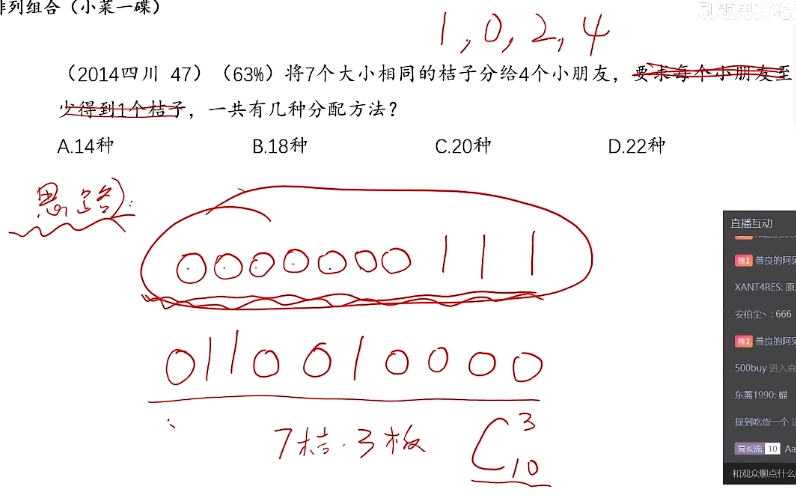 排列组合（小菜一碟）
1,0,2,4
（2014四川 47）（63%）将7个大小相同的桔子分给4个小朋友，要求每个小朋友至
少得到1个桔子，一共有几种分配方法？
A.14种 B.18种 C.20种 D.22种
思路:
0000000111
0110010000
7桔·3板 C 3 10
直播互动
善良的阿
XANT4RES:
安伯尘丶: 666
善良的阿
500buy 进入直
东篱1990: 蜡
捉到吃货一个
10 Aa
和观众聊点什么